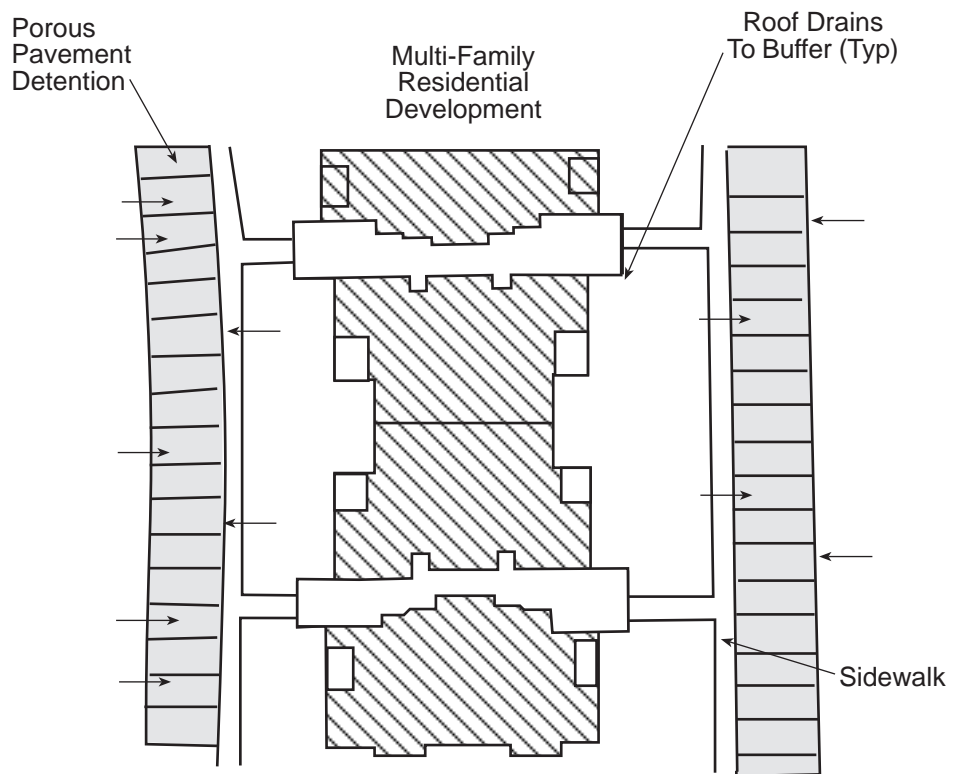 Porous
Pavement
Detention
Multi-Family
Residential
Development
Roof Drains
To Buffer (Typ)
Sidewalk